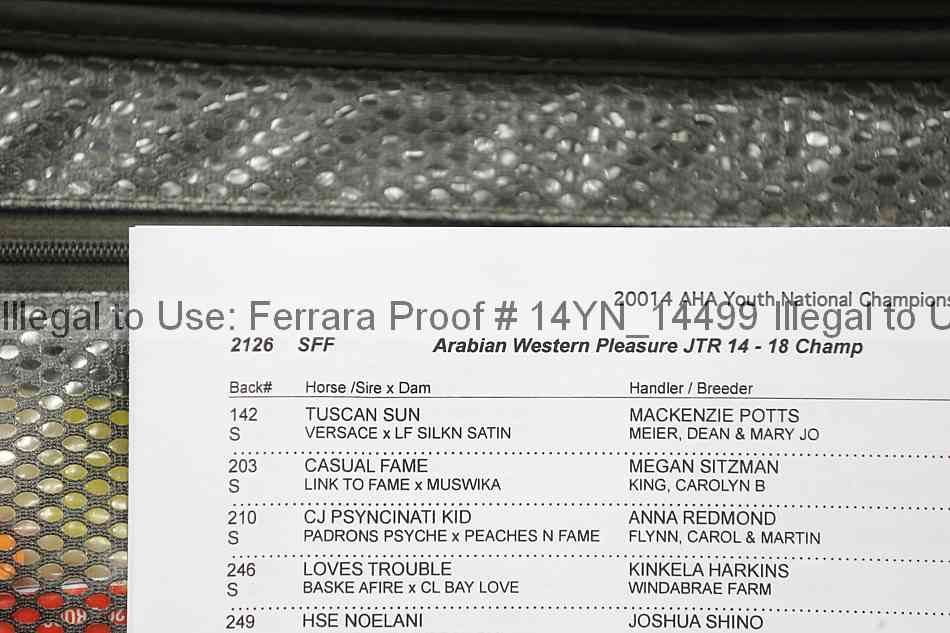 20014 AHA Youth National Champions
Illegal to Use: Ferrara Proof # 14YN_14499 Illegal to U
2126 SFF Arabian Western Pleasure JTR 14 - 18 Champ
Back# Horse /Sire x Dam Handler / Breeder
142 TUSCAN SUN MACKENZIE POTTS
S VERSACE x LF SILKN SATIN MEIER, DEAN & MARY JO
203 CASUAL FAME MEGAN SITZMAN
S LINK TO FAME x MUSWIKA KING, CAROLYN B
210 CJ PSYNCINATI KID ANNA REDMOND
S PADRONS PSYCHE x PEACHES N FAME FLYNN, CAROL & MARTIN
246 LOVES TROUBLE KINKELA HARKINS
S BASKE AFIRE x CL BAY LOVE WINDABRAE FARM
249 HSE NOELANI JOSHUA SHINO